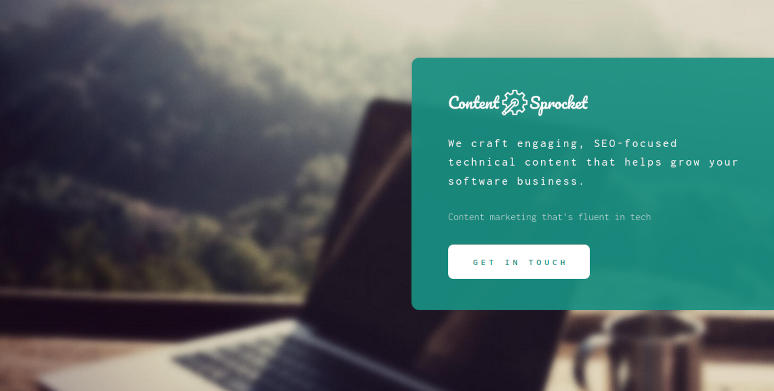 Content Sprocket
We craft engaging, SEO-focused
technical content that helps grow your
software business.
Content marketing that's fluent in tech
GET IN TOUCH